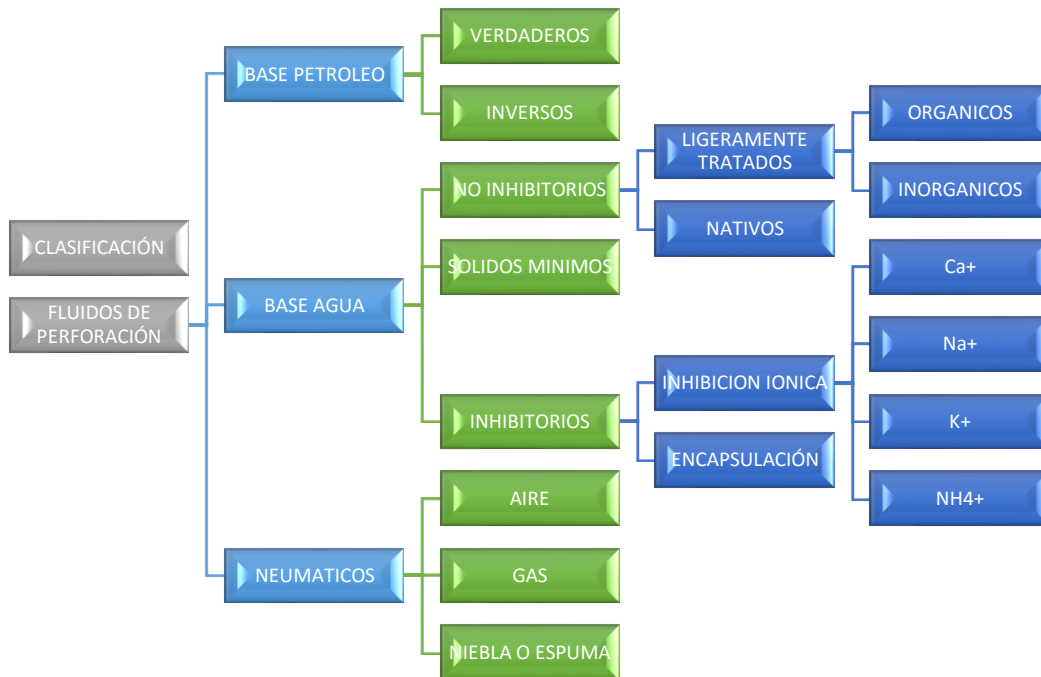 CLASIFICACIÓN
FLUIDOS DE
PERFORACIÓN
BASE PETROLEO
VERDADEROS
INVERSOS
BASE AGUA
NO INHIBITORIOS
LIGERAMENTE
TRATADOS
ORGANICOS
INORGANICOS
NATIVOS
SOLIDOS MINIMOS
INHIBITORIOS
INHIBICION IONICA
Ca+
Na+
K+
NH4+
ENCAPSULACIÓN
NEUMATICOS
AIRE
GAS
NIEBLA O ESPUMA